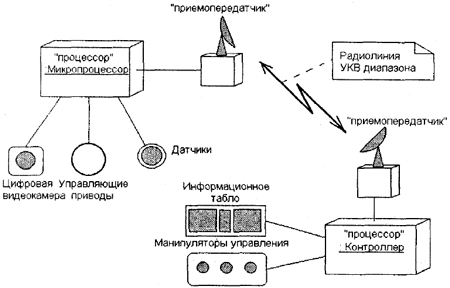 "приемопередатчик"
"процессор"
: Микропроцессор
Радиолиния
УКВ диапазона
"приемопередатчик"
Датчики
Цифровая
видеокамера
Управляющие
приводы
Информационное
табло
Манипуляторы управления
"процессор"
: Контроллер